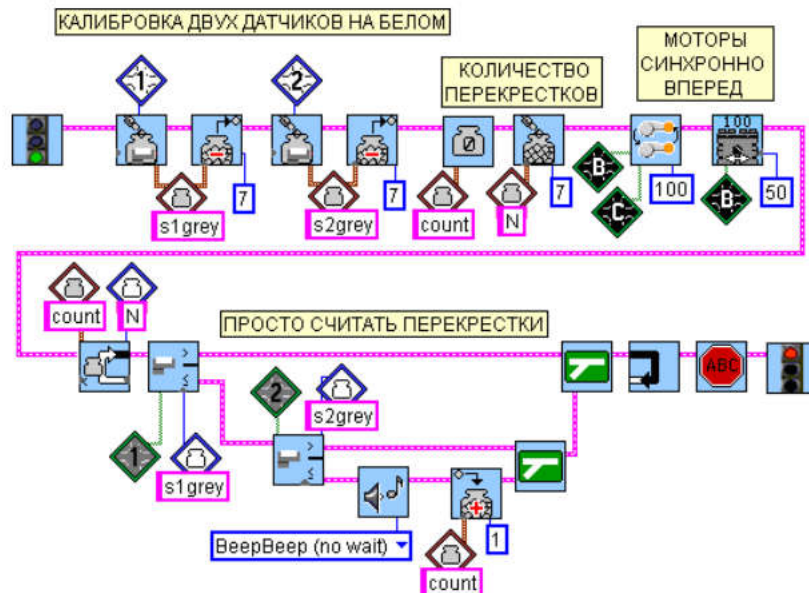 КАЛИБРОВКА ДВУХ ДАТЧИКОВ НА БЕЛОМ
КОЛИЧЕСТВО
ПЕРЕКРЕСТКОВ
МОТОРЫ
СИНХРОННО
ВПЕРЕД
1
2
0
100
7
7
7
B
C
100
B
50
s1grey
s2grey
count
N
count
N
ПРОСТО СЧИТАТЬ ПЕРЕКРЕСТКИ
>
≤
2
s2grey
ABC
1
s1grey
>
≤
BeepBeep (no wait)
1
count